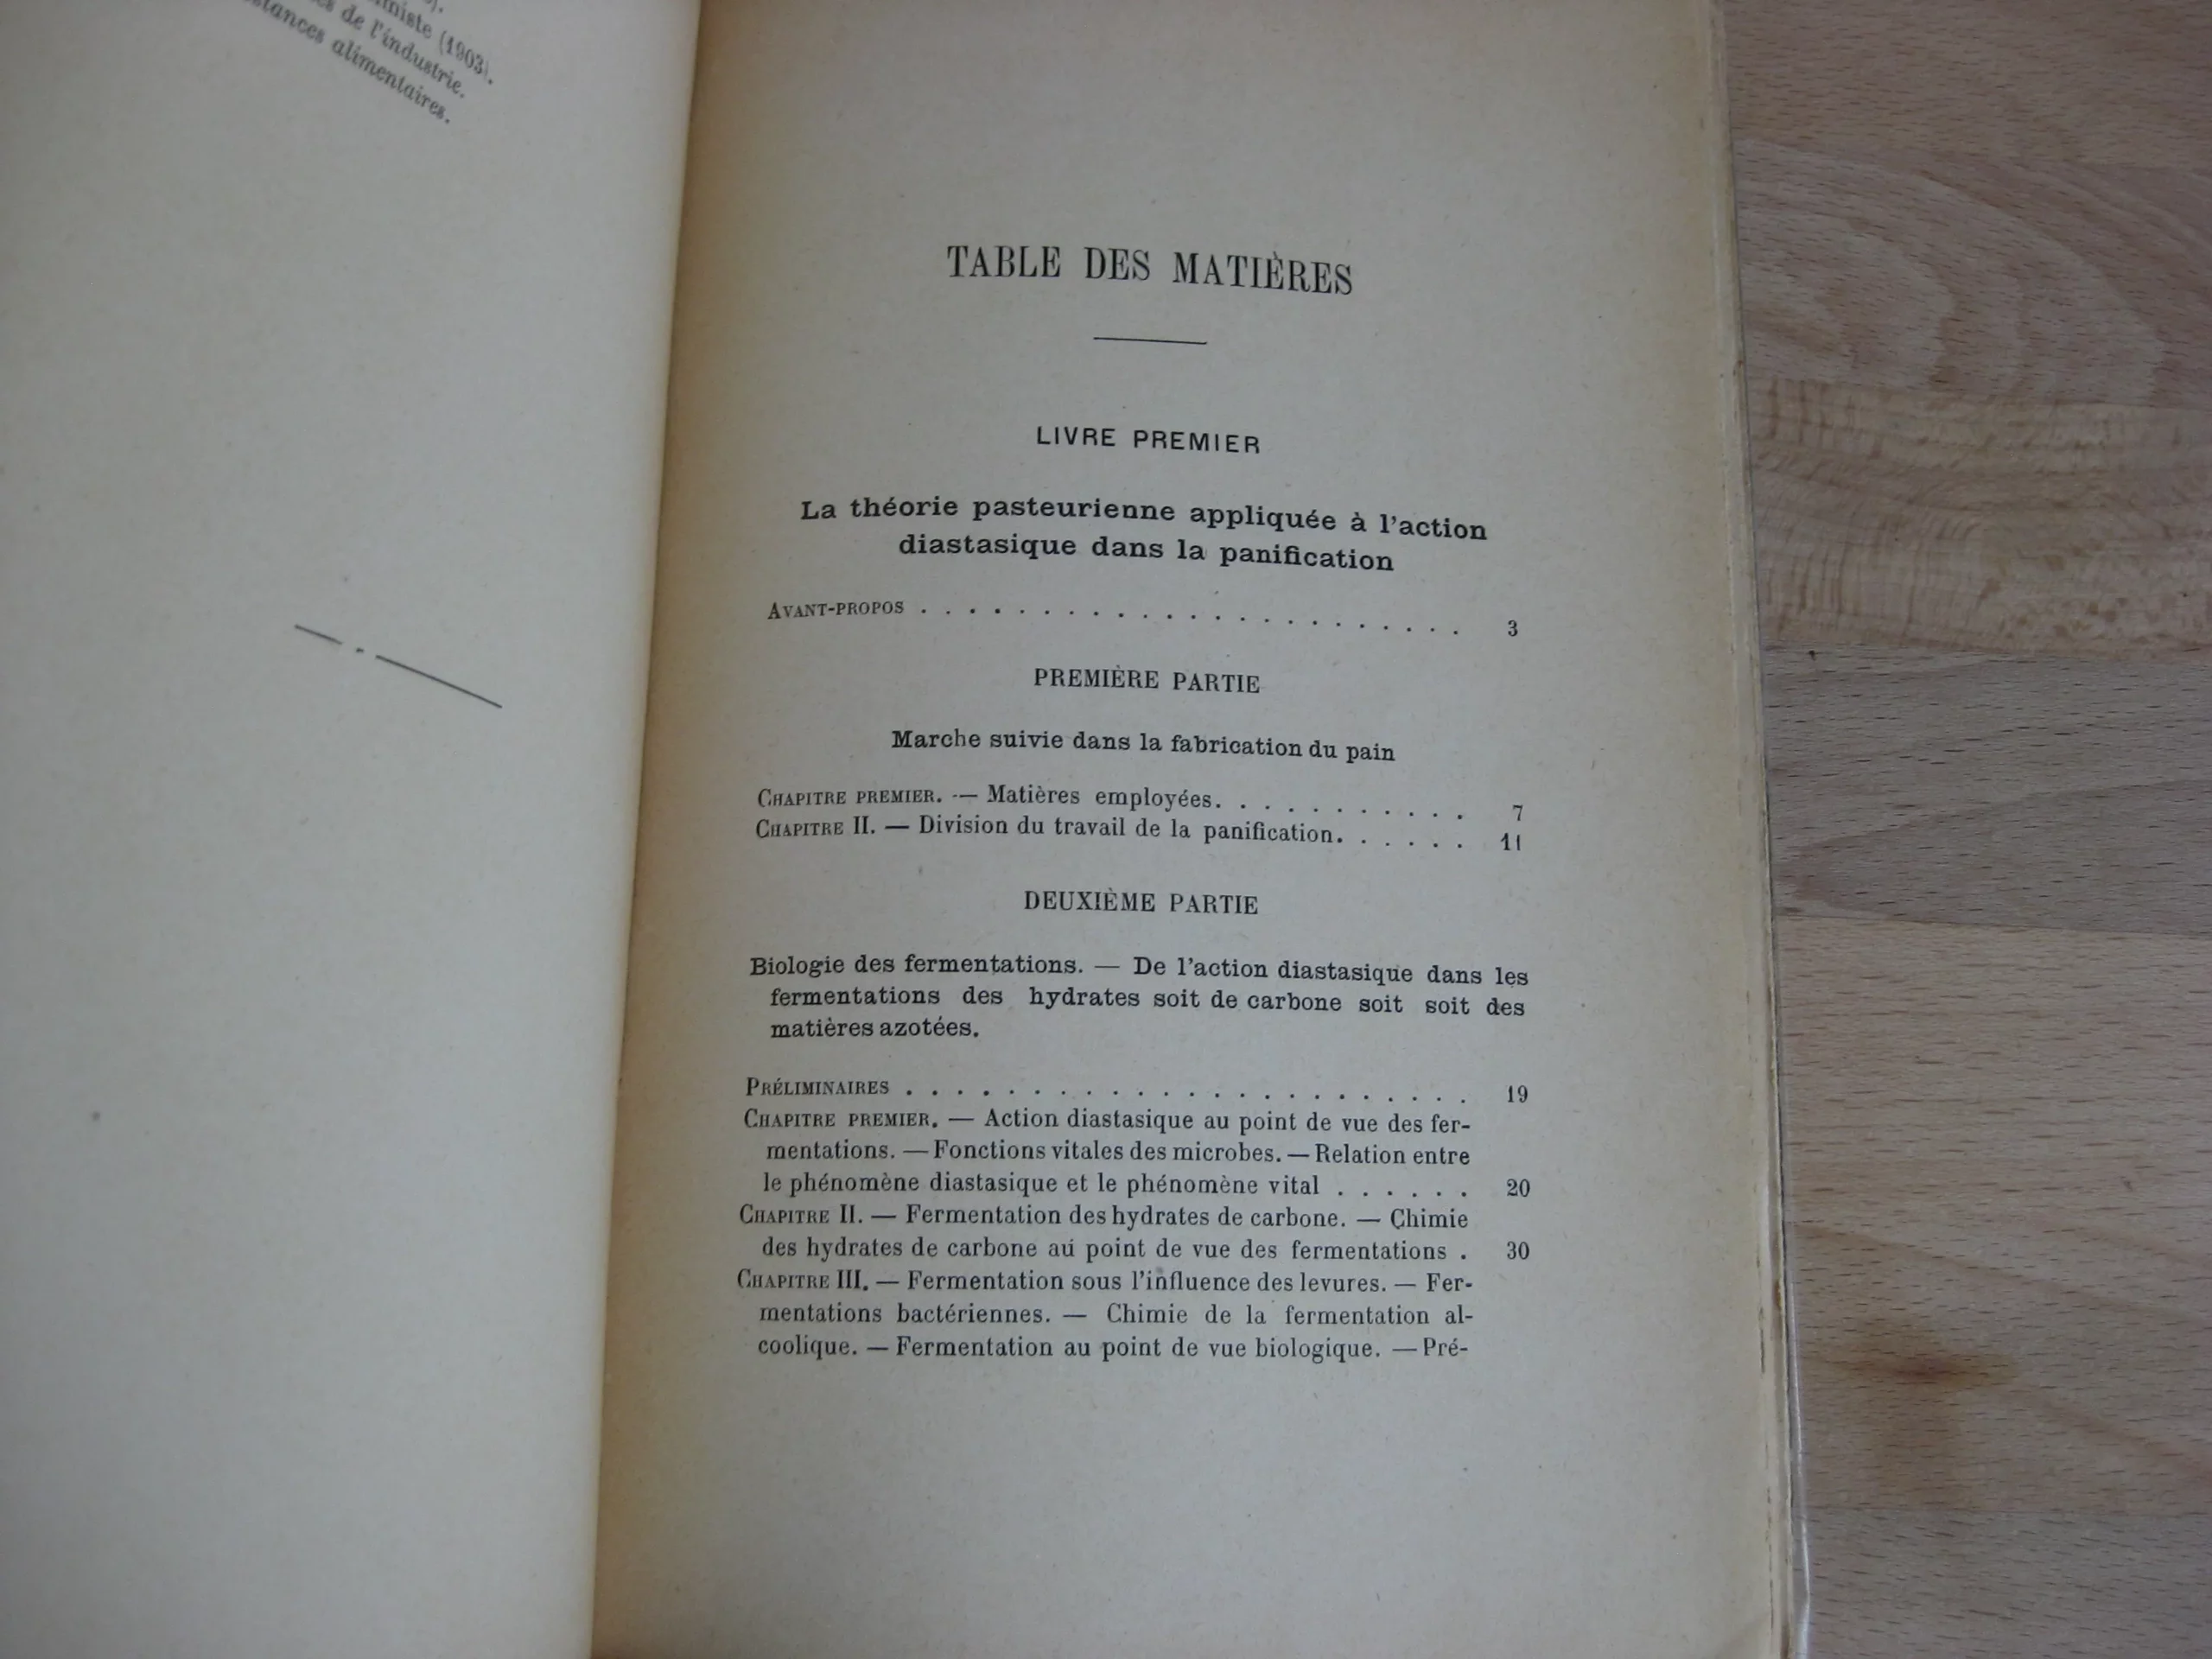 (1903).
de l'industrie.
alimentaires.
TABLE DES MATIÈRES
LIVRE PREMIER
La théorie pasteurienne appliquée à l'action
diastasique dans la panification
AVANT-PROPOS . . . . . . . . . . . . . . . . . . . . . . . 3
PREMIÈRE PARTIE
Marche suivie dans la fabrication du pain
CHAPITRE PREMIER. — Matières employées. . . . . . . . . . . 7
CHAPITRE II. — Division du travail de la panification. . . . . . 11
DEUXIÈME PARTIE
Biologie des fermentations. — De l'action diastasique dans les
fermentations des hydrates soit de carbone soit soit des
matières azotées.
PRÉLIMINAIRES . . . . . . . . . . . . . . . . . . . . . . 19
CHAPITRE PREMIER. — Action diastasique au point de vue des fer-
mentations. — Fonctions vitales des microbes. — Relation entre
le phénomène diastasique et le phénomène vital . . . . . . 20
CHAPITRE II. — Fermentation des hydrates de carbone. — Chimie
des hydrates de carbone au point de vue des fermentations . 30
CHAPITRE III. — Fermentation sous l'influence des levures. — Fer-
mentations bactériennes. — Chimie de la fermentation al-
coolique. — Fermentation au point de vue biologique. — Pré-